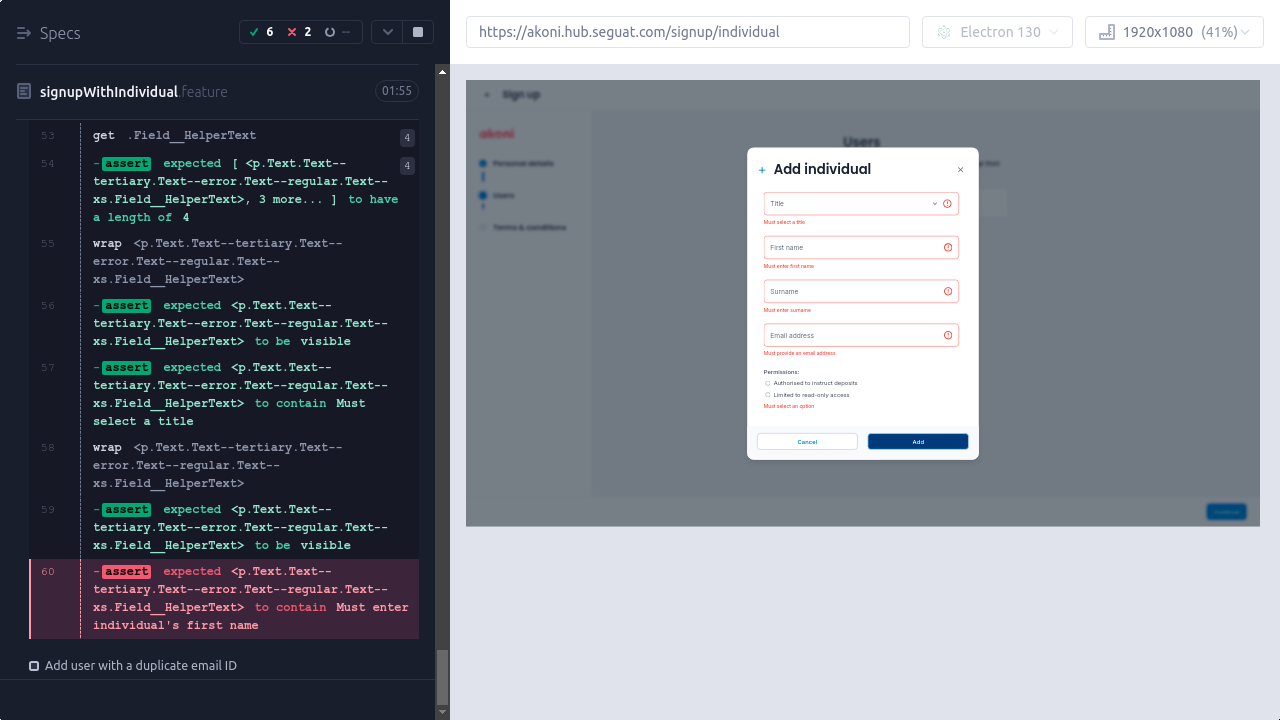 Specs
6
2
--
https://akoni.hub.seguat.com/signup/individual
Electron 130
1920x1080 (41%)
signupWithIndividual.feature
01:55
53 get .Field__HelperText 4
54 -assert expected [ <p.Text.Text-- 4
tertiary.Text--error.Text--regular.Text--
xs.Field__HelperText>, 3 more... ] to have
a length of 4
55 wrap <p.Text.Text--tertiary.Text--
error.Text--regular.Text--
xs.Field__HelperText>
56 -assert expected <p.Text.Text--
tertiary.Text--error.Text--regular.Text--
xs.Field__HelperText> to be visible
57 -assert expected <p.Text.Text--
tertiary.Text--error.Text--regular.Text--
xs.Field__HelperText> to contain Must
select a title
58 wrap <p.Text.Text--tertiary.Text--
error.Text--regular.Text--
xs.Field__HelperText>
59 -assert expected <p.Text.Text--
tertiary.Text--error.Text--regular.Text--
xs.Field__HelperText> to be visible
60 -assert expected <p.Text.Text--
tertiary.Text--error.Text--regular.Text--
xs.Field__HelperText> to contain Must enter
individual's first name
Add user with a duplicate email ID
Sign up
akoni
Personal details
Users
Terms & conditions
Users
Add individual
Title
Must select a title
First name
Must enter first name
Surname
Must enter surname
Email address
Must provide an email address
Permissions:
Authorised to instruct deposits
Limited to read-only access
Must select an option
Cancel
Add
Continue